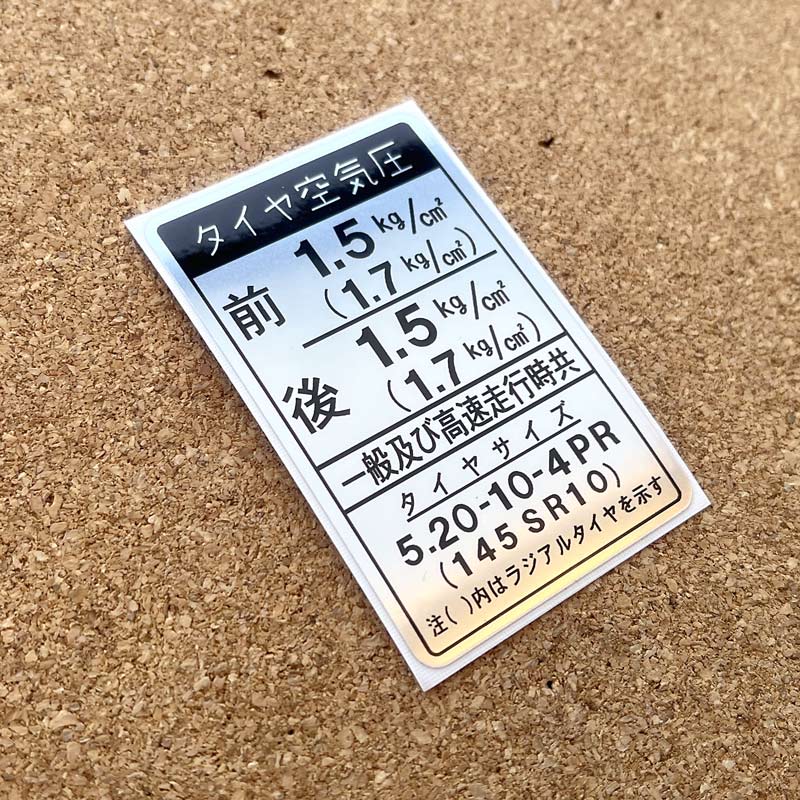 タイヤ空気圧
前 1.5 kg/cm²
(1.7 kg/cm²)
後 1.5 kg/cm²
(1.7 kg/cm²)
一般及び高速走行時共
タイヤサイズ
5.20-10-4PR
(145SR10)
注( )内はラジアルタイヤを示す